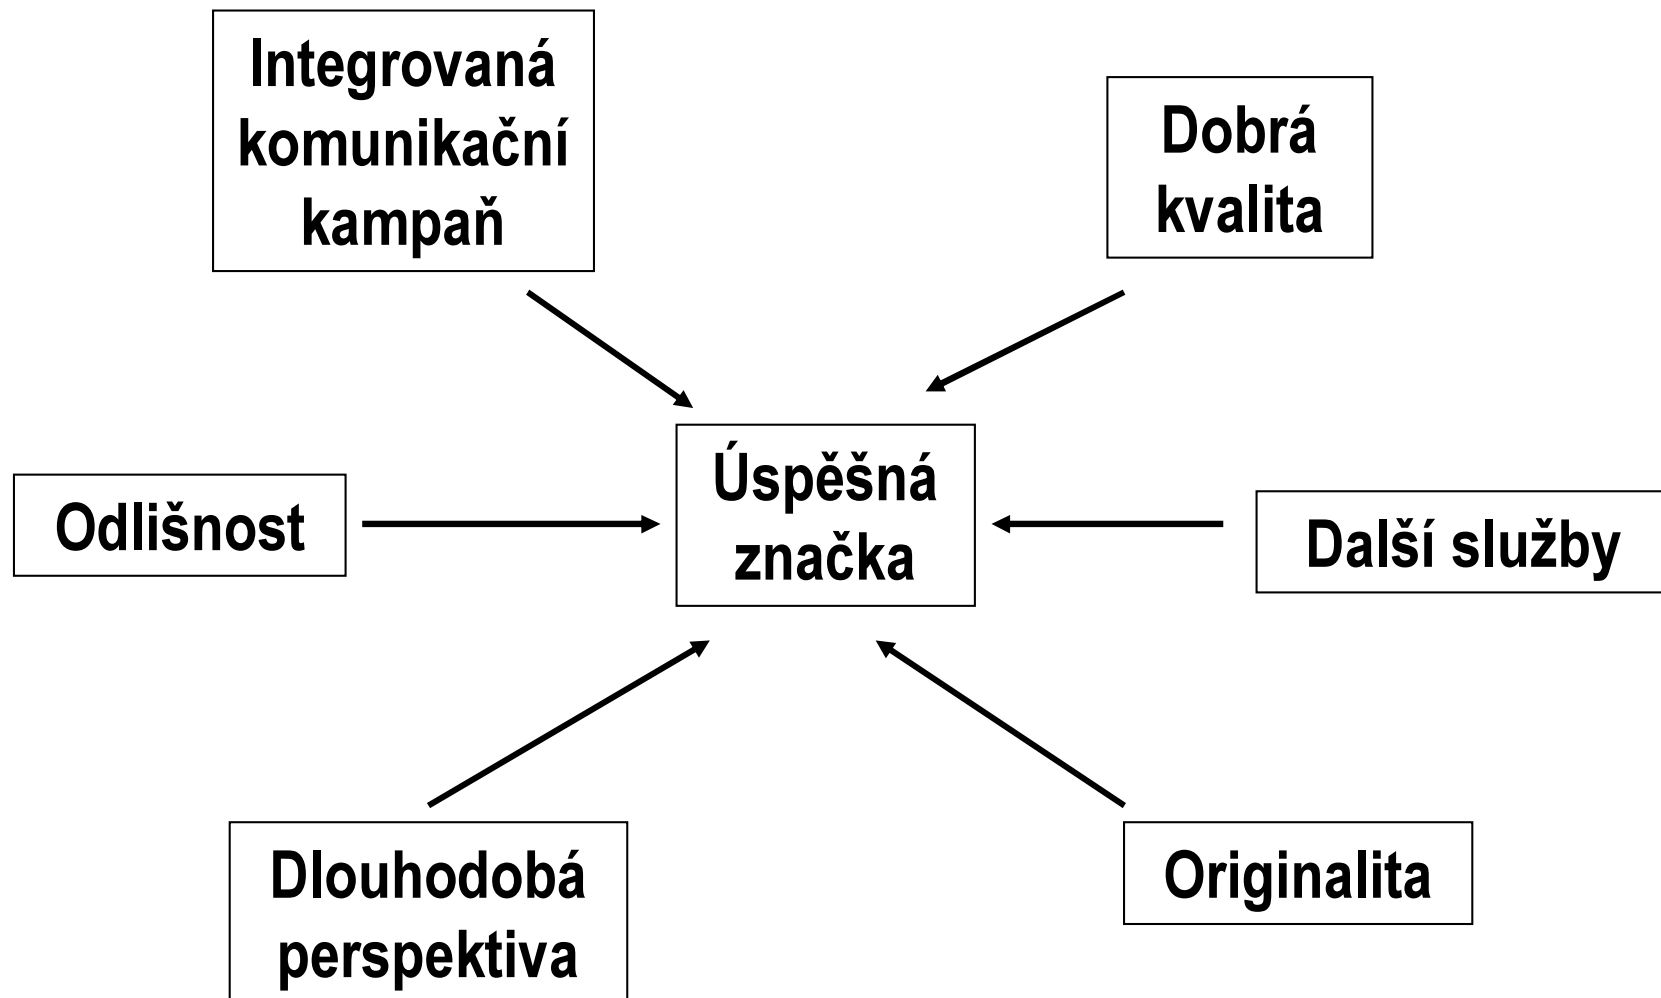 Integrovaná
komunikační
kampaň
Dobrá
kvalita
Odlišnost
Úspěšná
značka
Další služby
Dlouhodobá
perspektiva
Originalita